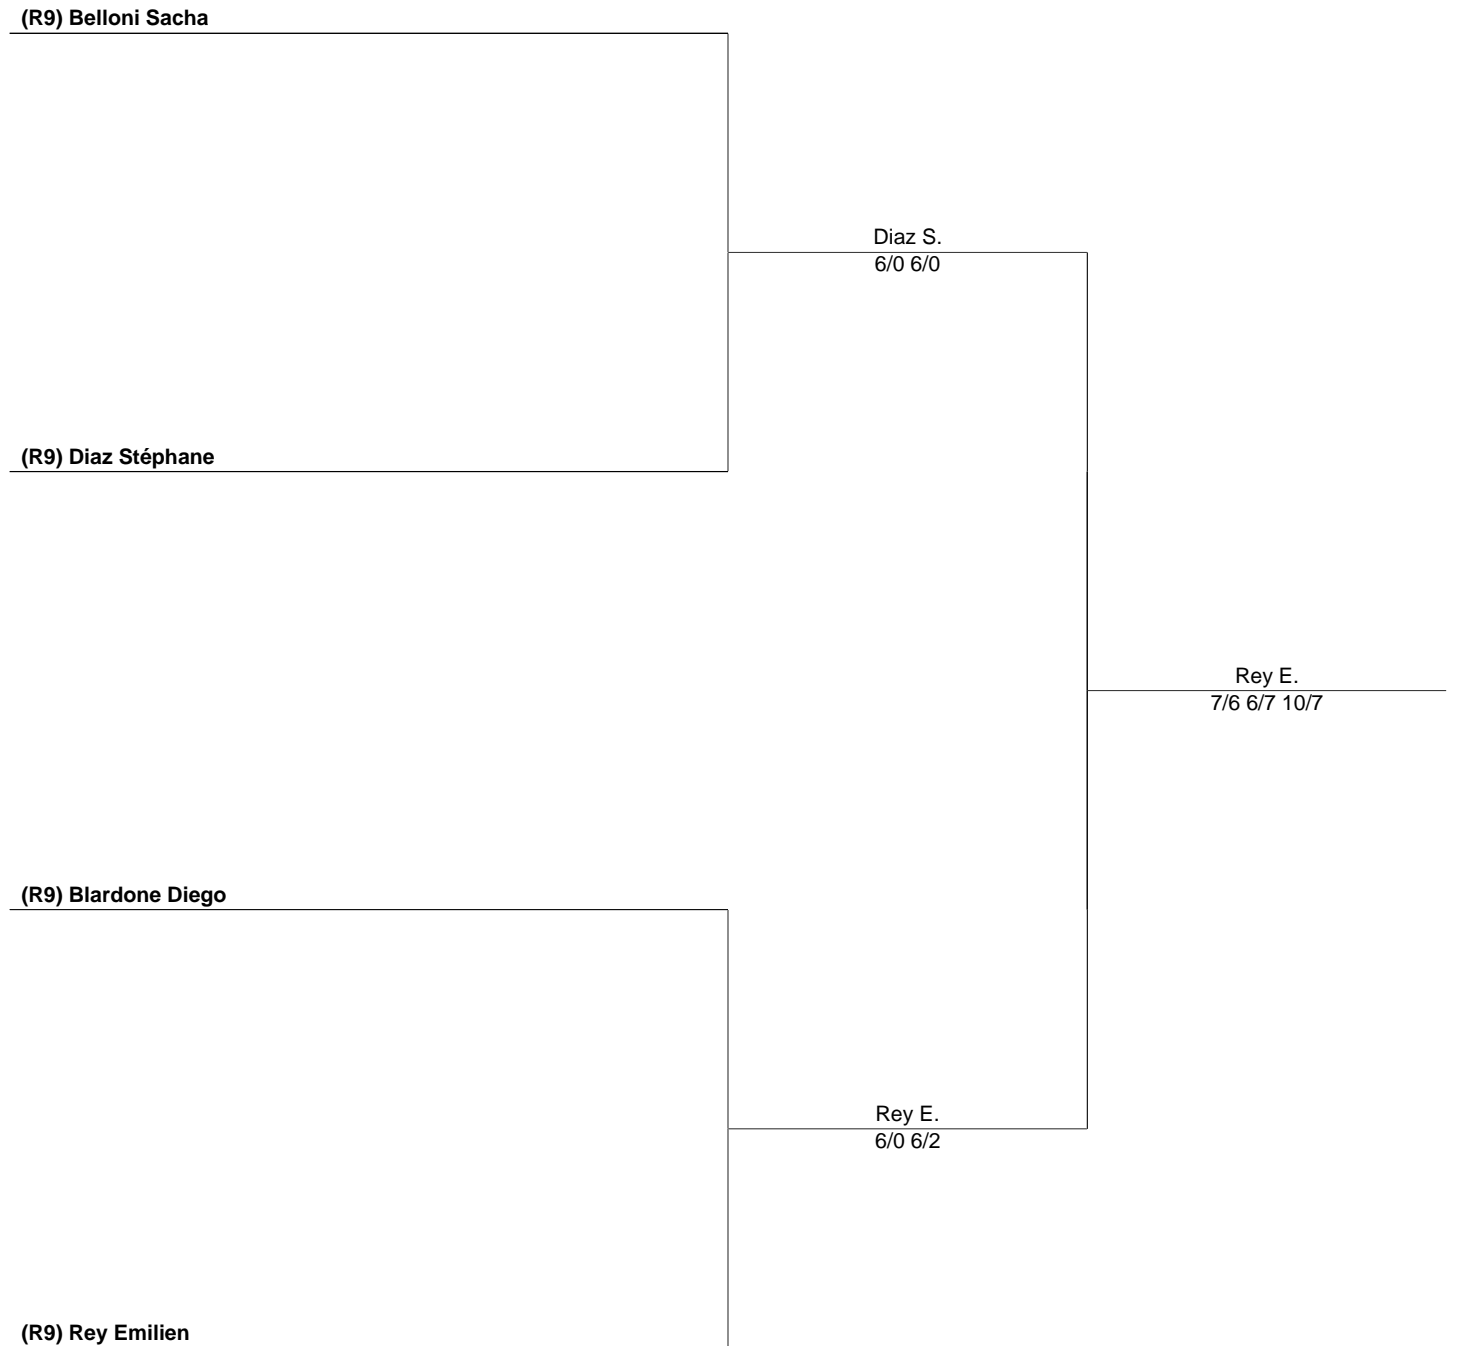 (R9) Belloni Sacha
Diaz S.
6/0 6/0
(R9) Diaz Stéphane
Rey E.
7/6 6/7 10/7
(R9) Blardone Diego
Rey E.
6/0 6/2
(R9) Rey Emilien